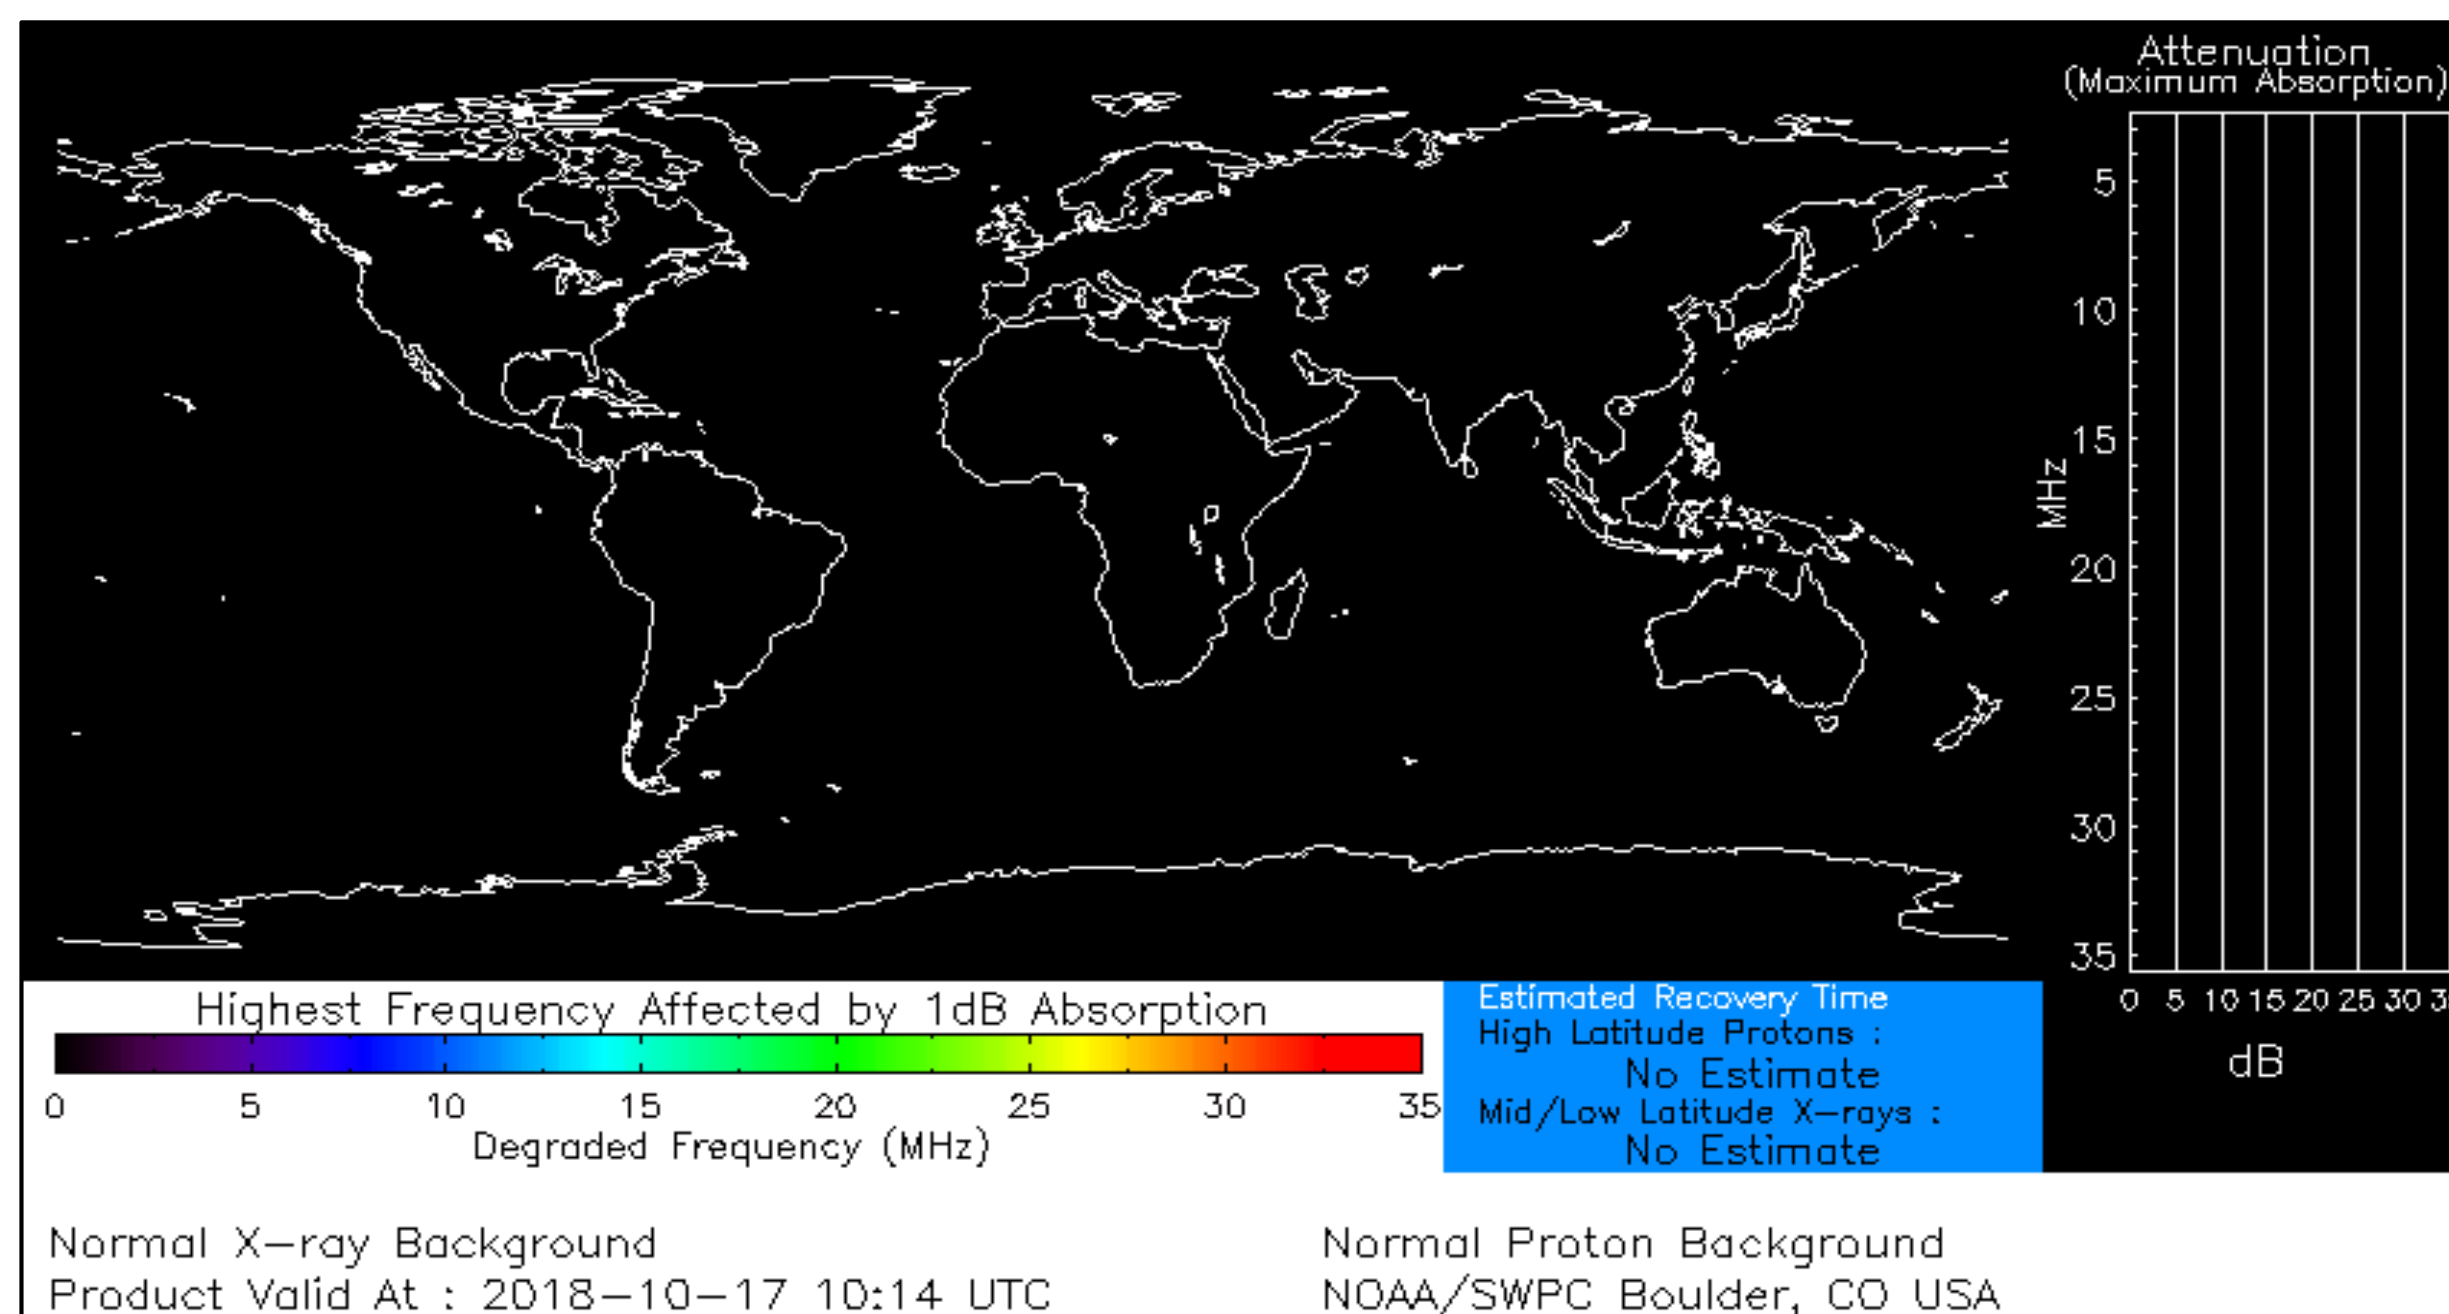 Attenuation
(Maximum Absorption)
5
10
15
20
25
30
35
MHz
0 5 10 15 20 25 30 3
dB
Highest Frequency Affected by 1dB Absorption
0 5 10 15 20 25 30 35
Degraded Frequency (MHz)
Estimated Recovery Time
High Latitude Protons :
No Estimate
Mid/Low Latitude X-rays :
No Estimate
Normal X-ray Background
Product Valid At : 2018-10-17 10:14 UTC
Normal Proton Background
NOAA/SWPC Boulder, CO USA